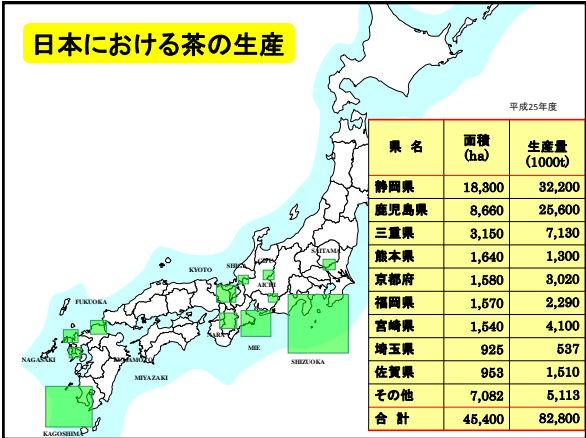 日本における茶の生産
平成25年度
県 名 面積 (ha) 生産量 (1000t)
静岡県 18,300 32,200
鹿児島県 8,660 25,600
三重県 3,150 7,130
熊本県 1,640 1,300
京都府 1,580 3,020
福岡県 1,570 2,290
宮崎県 1,540 4,100
埼玉県 925 537
佐賀県 953 1,510
その他 7,082 5,113
合 計 45,400 82,800
SAITAMA
KYOTO
AICHI
FUKUOKA
NARA
MIE
SHIZUOKA
NAGASAKI
MIYAZAKI
KAGOSHIMA